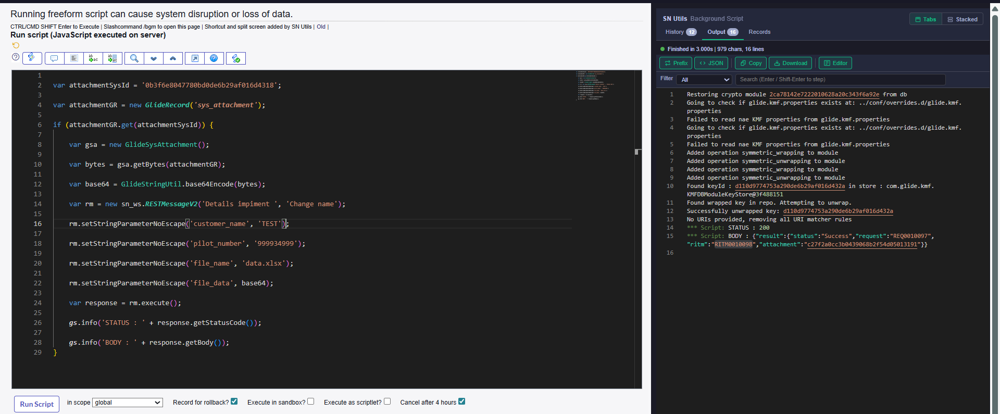 Running freeform script can cause system disruption or loss of data.
CTRL/CMD SHIFT Enter to Execute | Slashcommand /bgm to open this page | Shortcut and split screen added by SN Utils | Old |
Run script (JavaScript executed on server)
1
2 var attachmentSysId = '0b3f6e8047780bd0de6b29af016d4318';
3
4 var attachmentGR = new GlideRecord('sys_attachment');
5
6 if (attachmentGR.get(attachmentSysId)) {
7
8 var gsa = new GlideSysAttachment();
9
10 var bytes = gsa.getBytes(attachmentGR);
11
12 var base64 = GlideStringUtil.base64Encode(bytes);
13
14 var rm = new sn_ws.RESTMessageV2('Details impiment ', 'Change name');
15
16 rm.setStringParameterNoEscape('customer_name', 'TEST');
17
18 rm.setStringParameterNoEscape('pilot_number', '999934999');
19
20 rm.setStringParameterNoEscape('file_name', 'data.xlsx');
21
22 rm.setStringParameterNoEscape('file_data', base64);
23
24 var response = rm.execute();
25
26 gs.info('STATUS : ' + response.getStatusCode());
27
28 gs.info('BODY : ' + response.getBody());
29 }
Run Script in scope global Record for rollback? Execute in sandbox? Execute as scriptlet? Cancel after 4 hours
SN Utils Background Script Tabs Stacked
History 12 Output 16 Records
Finished in 3.000s | 979 chars, 16 lines
Prefix JSON Copy Download Editor
Filter All Search (Enter / Shift-Enter to step)
1 Restoring crypto module 2ca78142e7222010628a20c343f6a92e from db
2 Going to check if glide.kmf.properties exists at: ../conf/overrides.d/glide.kmf.
properties
3 Failed to read nae KMF properties from glide.kmf.properties
4 Going to check if glide.kmf.properties exists at: ../conf/overrides.d/glide.kmf.
properties
5 Failed to read nae KMF properties from glide.kmf.properties
6 Added operation symmetric_wrapping to module
7 Added operation symmetric_unwrapping to module
8 Added operation symmetric_wrapping to module
9 Added operation symmetric_unwrapping to module
10 Found keyId : d110d9774753a290de6b29af016d432a in store : com.glide.kmf.
KMFDBModuleKeyStore@3f488151
11 Found wrapped key in repo. Attempting to unwrap.
12 Successfully unwrapped key: d110d9774753a290de6b29af016d432a
13 No URIs provided, removing all URI matcher rules
14 *** Script: STATUS : 200
15 *** Script: BODY : {"result":{"status":"Success","request":"REQ0010097",
"ritm":"RITM0010098","attachment":"c27f2a0cc3b0439068b2f54d05013191"}}
16